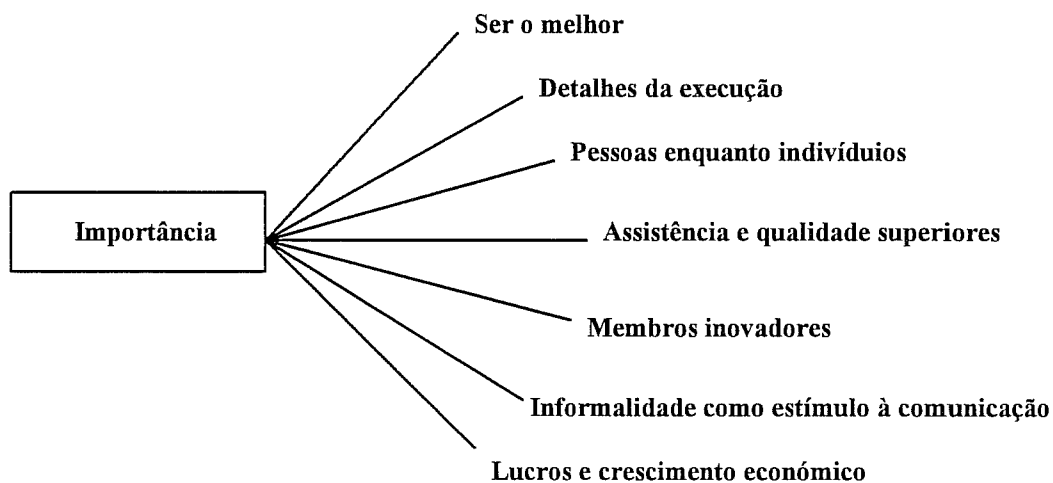 Ser o melhor
Detalhes da execução
Pessoas enquanto indivíduios
Importância
Assistência e qualidade superiores
Membros inovadores
Informalidade como estímulo à comunicação
Lucros e crescimento económico